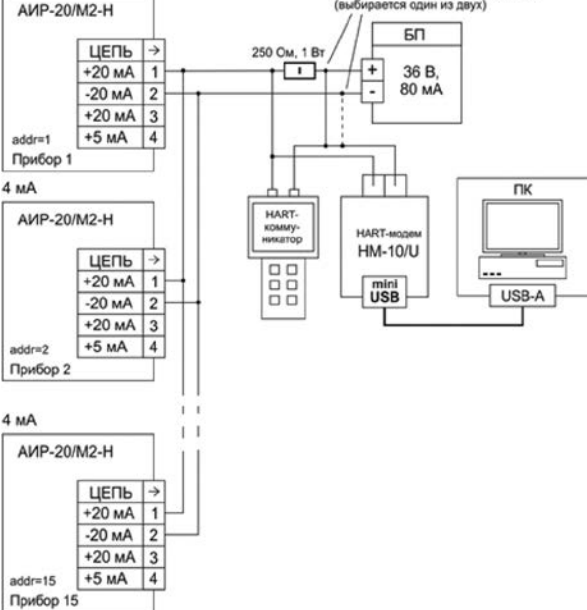 (выбирается один из двух)
АИР-20/М2-Н
ЦЕПЬ →
+20 мА 1
-20 мА 2
+20 мА 3
+5 мА 4
addr=1
Прибор 1
250 Ом, 1 Вт
БП
+
-
36 В,
80 мА
4 мА
АИР-20/М2-Н
ЦЕПЬ →
+20 мА 1
-20 мА 2
+20 мА 3
+5 мА 4
addr=2
Прибор 2
HART-
комму-
никатор
HART-модем
НМ-10/U
mini
USB
ПК
USB-A
4 мА
АИР-20/М2-Н
ЦЕПЬ →
+20 мА 1
-20 мА 2
+20 мА 3
+5 мА 4
addr=15
Прибор 15